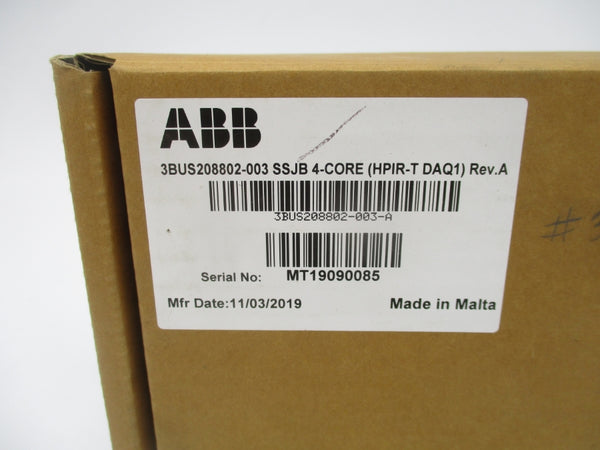 ABB
3BUS208802-003 SSJB 4-CORE (HPIR-T DAQ1) Rev.A
3BUS208802-003-A
Serial No: MT19090085
Mfr Date:11/03/2019 Made in Malta
#